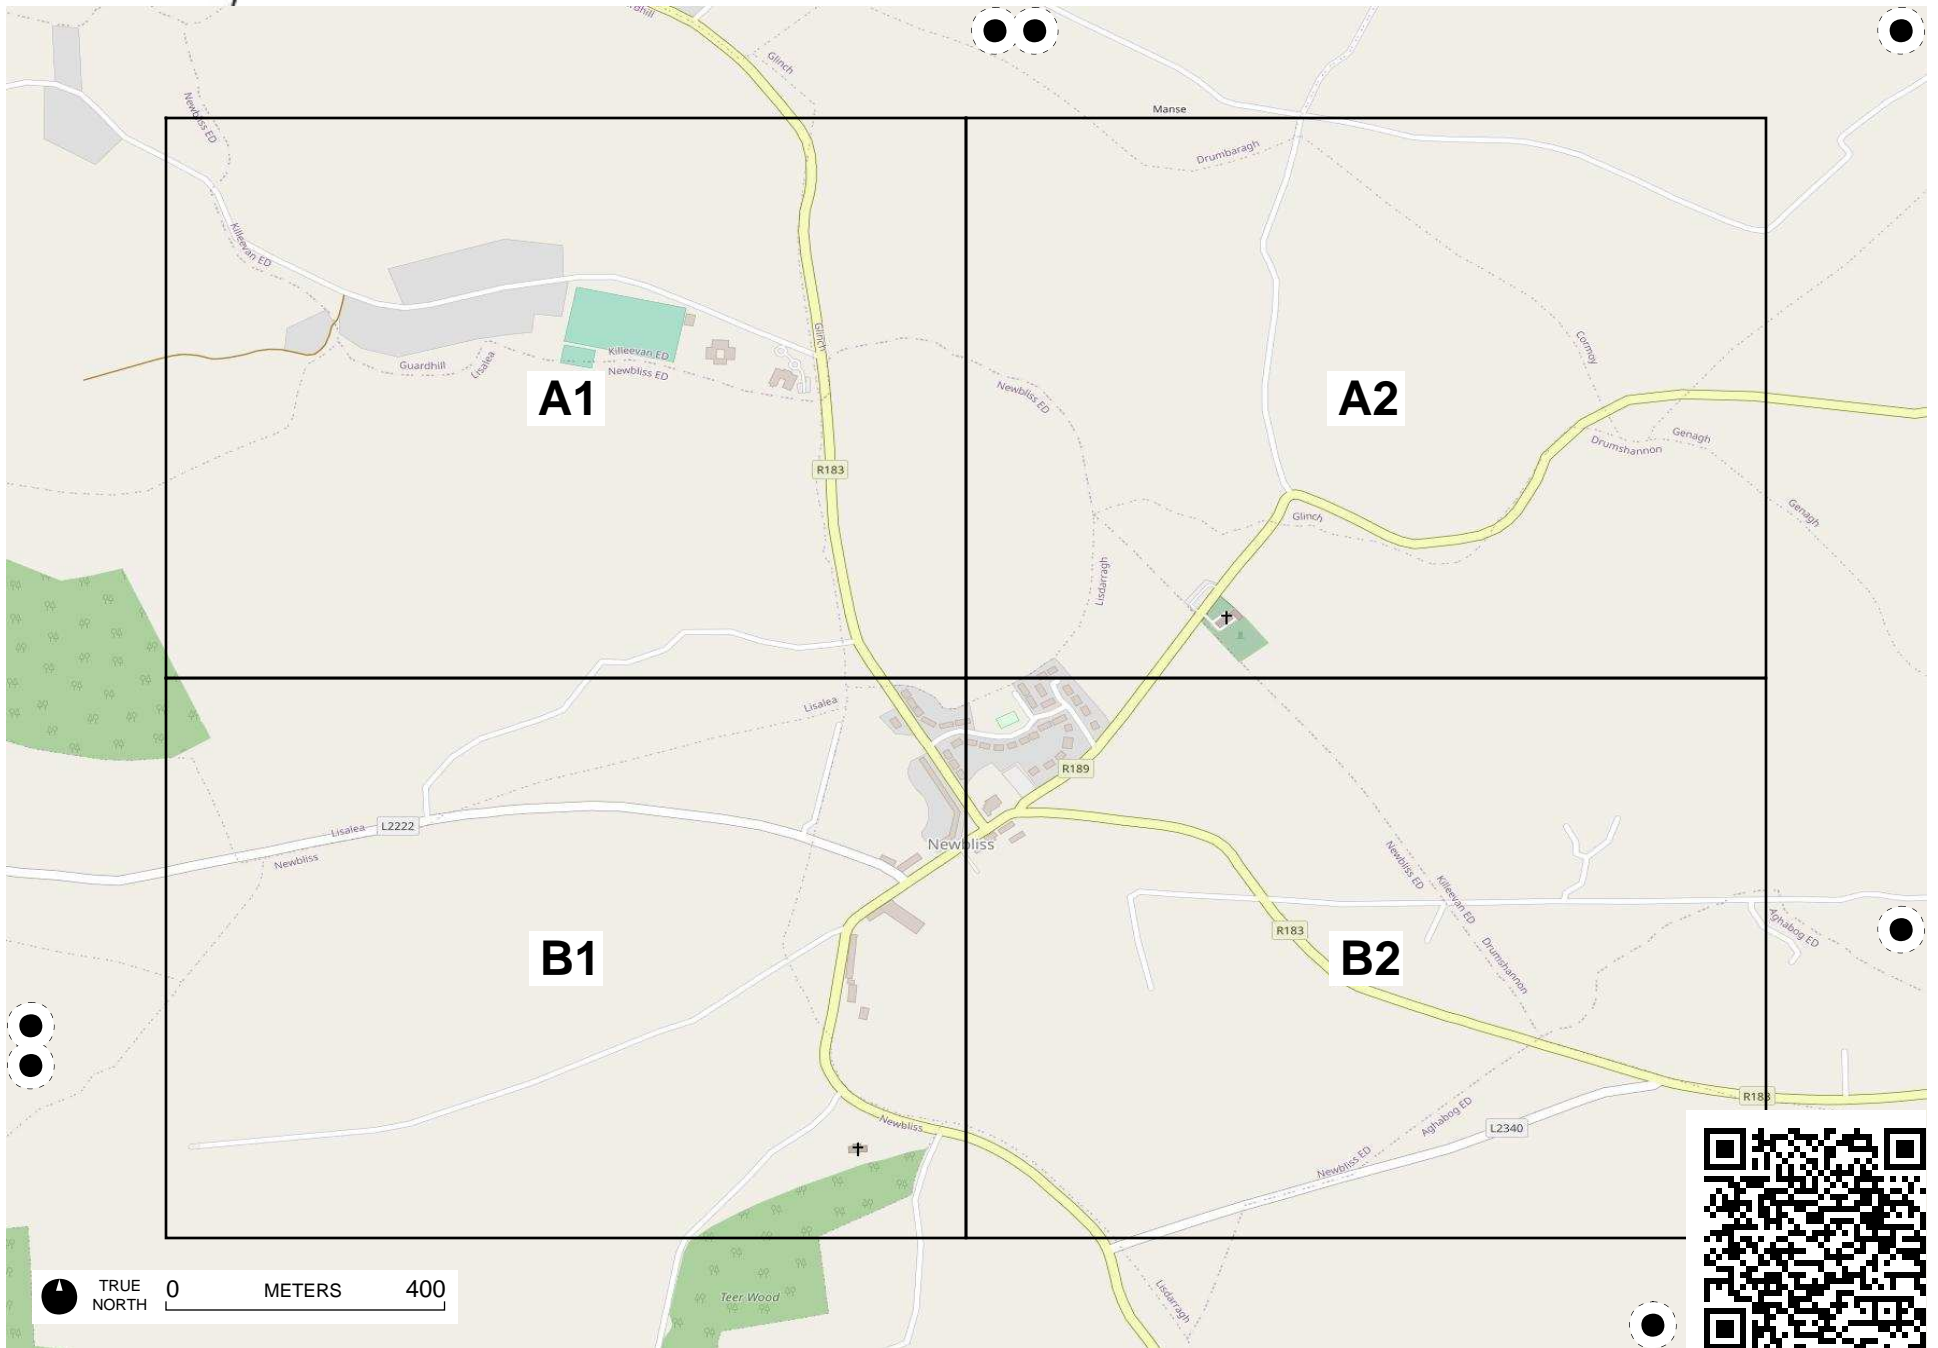 Glinch
Newbliss ED
Manse
Drumbaragh
Killeevan ED
Glinch
Cormoy
Guardhill
Lisalea
Killeevan ED
Newbliss ED
Newbliss ED
A1
A2
Genagh
Drumshannon
R183
Genagh
Glinch
Lisdarragh
Lisalea
R189
L2222
Lisalea
Newbliss
Newbliss
Newbliss ED
Killeevan ED
Aghabog ED
R183
B1
B2
Drumshannon
R183
Aghabog ED
Newbliss
L2340
Newbliss ED
Teer Wood
Lisdarragh
TRUE
NORTH
0 METERS 400